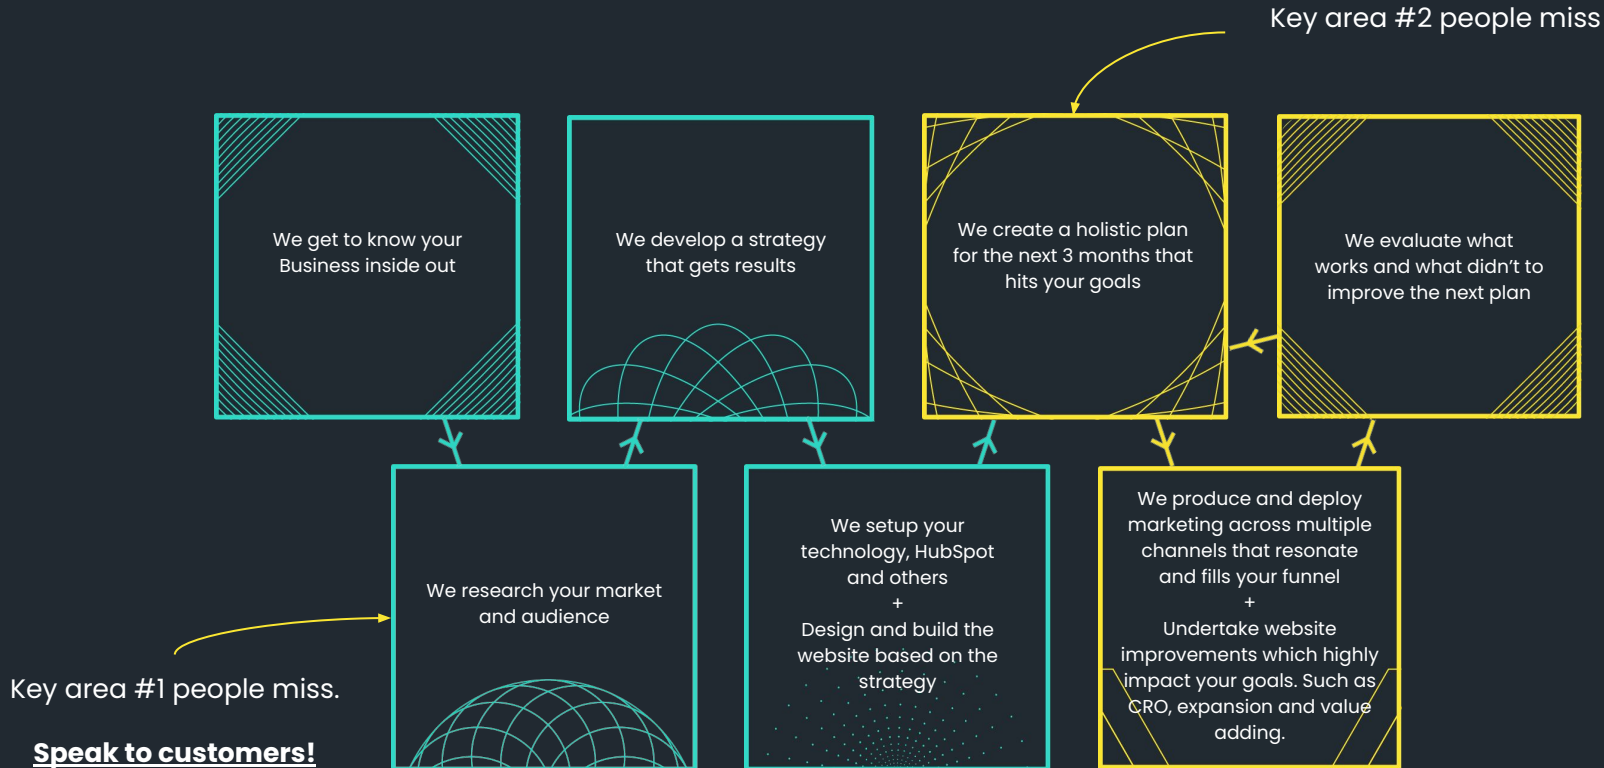 Key area #2 people miss
We get to know your
Business inside out
We develop a strategy
that gets results
We create a holistic plan
for the next 3 months that
hits your goals
We evaluate what
works and what didn't to
improve the next plan
We research your market
and audience
We setup your
technology, HubSpot
and others
+
Design and build the
website based on the
strategy
We produce and deploy
marketing across multiple
channels that resonate
and fills your funnel
+
Undertake website
improvements which highly
impact your goals. Such as
CRO, expansion and value
adding.
Key area #1 people miss.
Speak to customers!